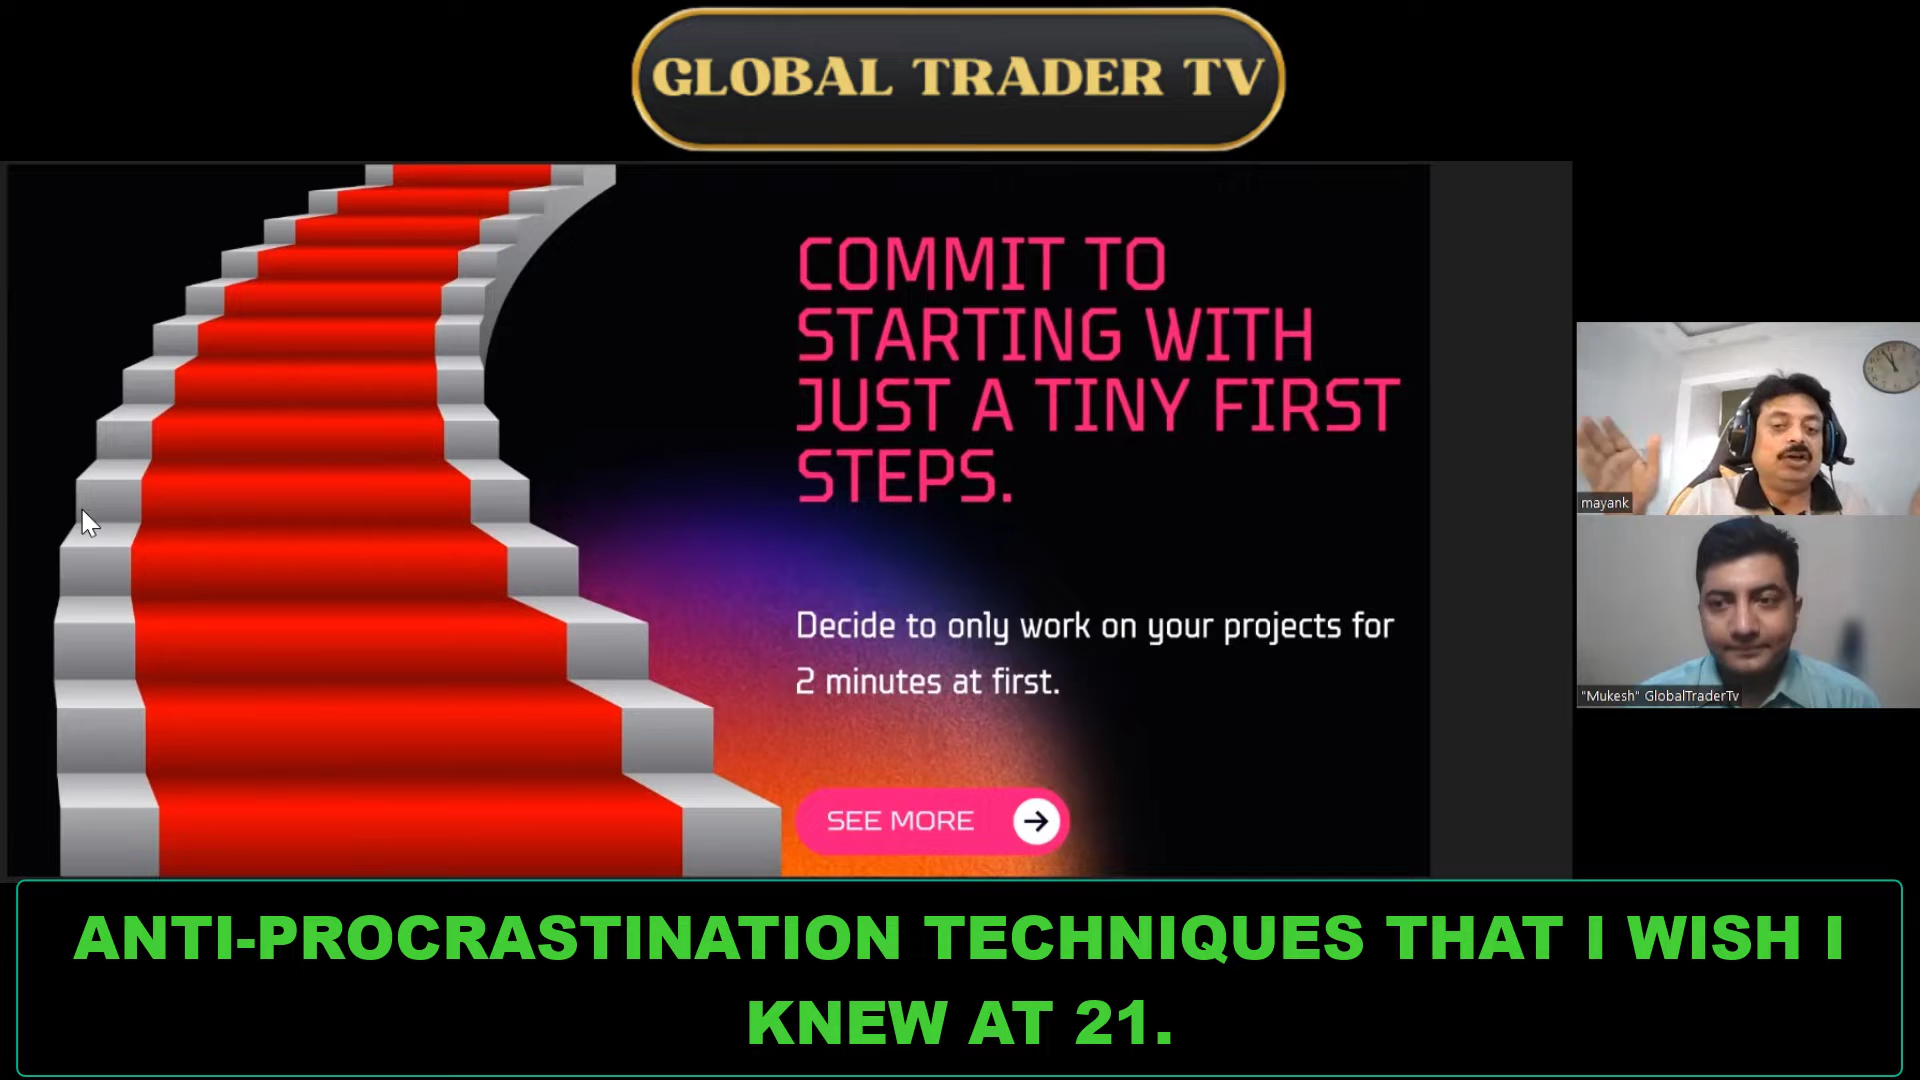 GLOBAL TRADER TV
COMMIT TO
STARTING WITH
JUST A TINY FIRST
STEPS.
Decide to only work on your projects for
2 minutes at first.
SEE MORE
mayank
"Mukesh" GlobalTraderTv
ANTI-PROCRASTINATION TECHNIQUES THAT I WISH I
KNEW AT 21.